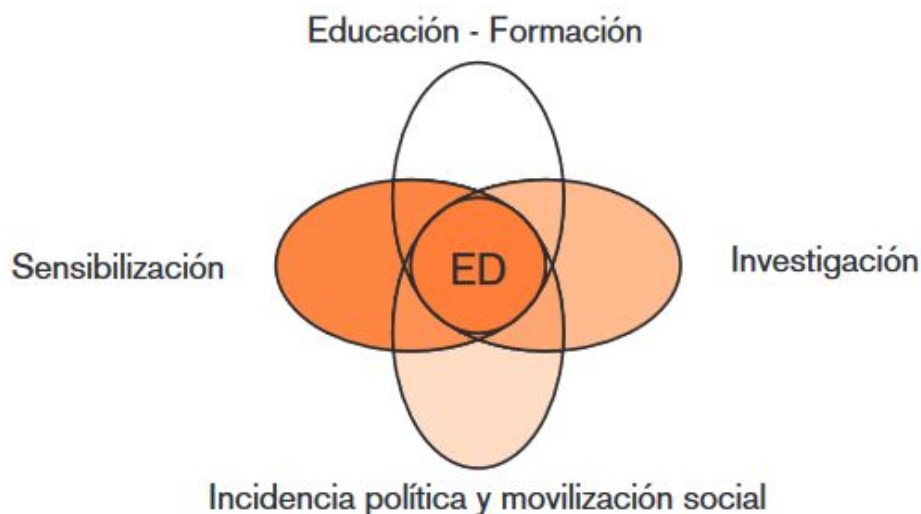 Educación - Formación
Sensibilización
ED
Investigación
Incidencia política y movilización social